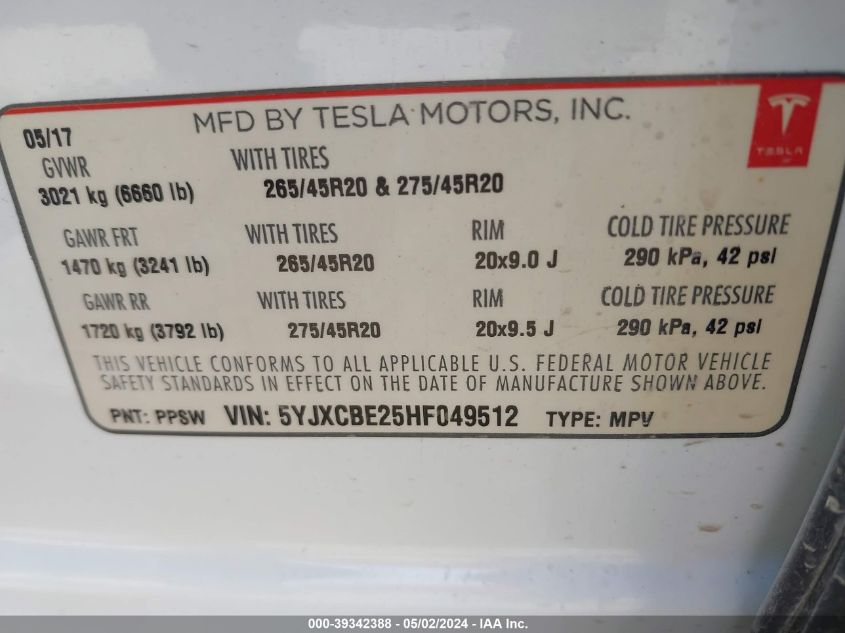 MFD BY TESLA MOTORS, INC.
TESLA
05/17
GVWR WITH TIRES
3021 kg (6660 lb) 265/45R20 & 275/45R20
GAWR FRT WITH TIRES RIM COLD TIRE PRESSURE
1470 kg (3241 lb) 265/45R20 20x9.0 J 290 kPa, 42 psi
GAWR RR WITH TIRES RIM COLD TIRE PRESSURE
1720 kg (3792 lb) 275/45R20 20x9.5 J 290 kPa, 42 psi
THIS VEHICLE CONFORMS TO ALL APPLICABLE U.S. FEDERAL MOTOR VEHICLE
SAFETY STANDARDS IN EFFECT ON THE DATE OF MANUFACTURE SHOWN ABOVE.
PNT: PPSW VIN: 5YJXCBE25HF049512 TYPE: MPV
000-39342388 - 05/02/2024 - IAA Inc.